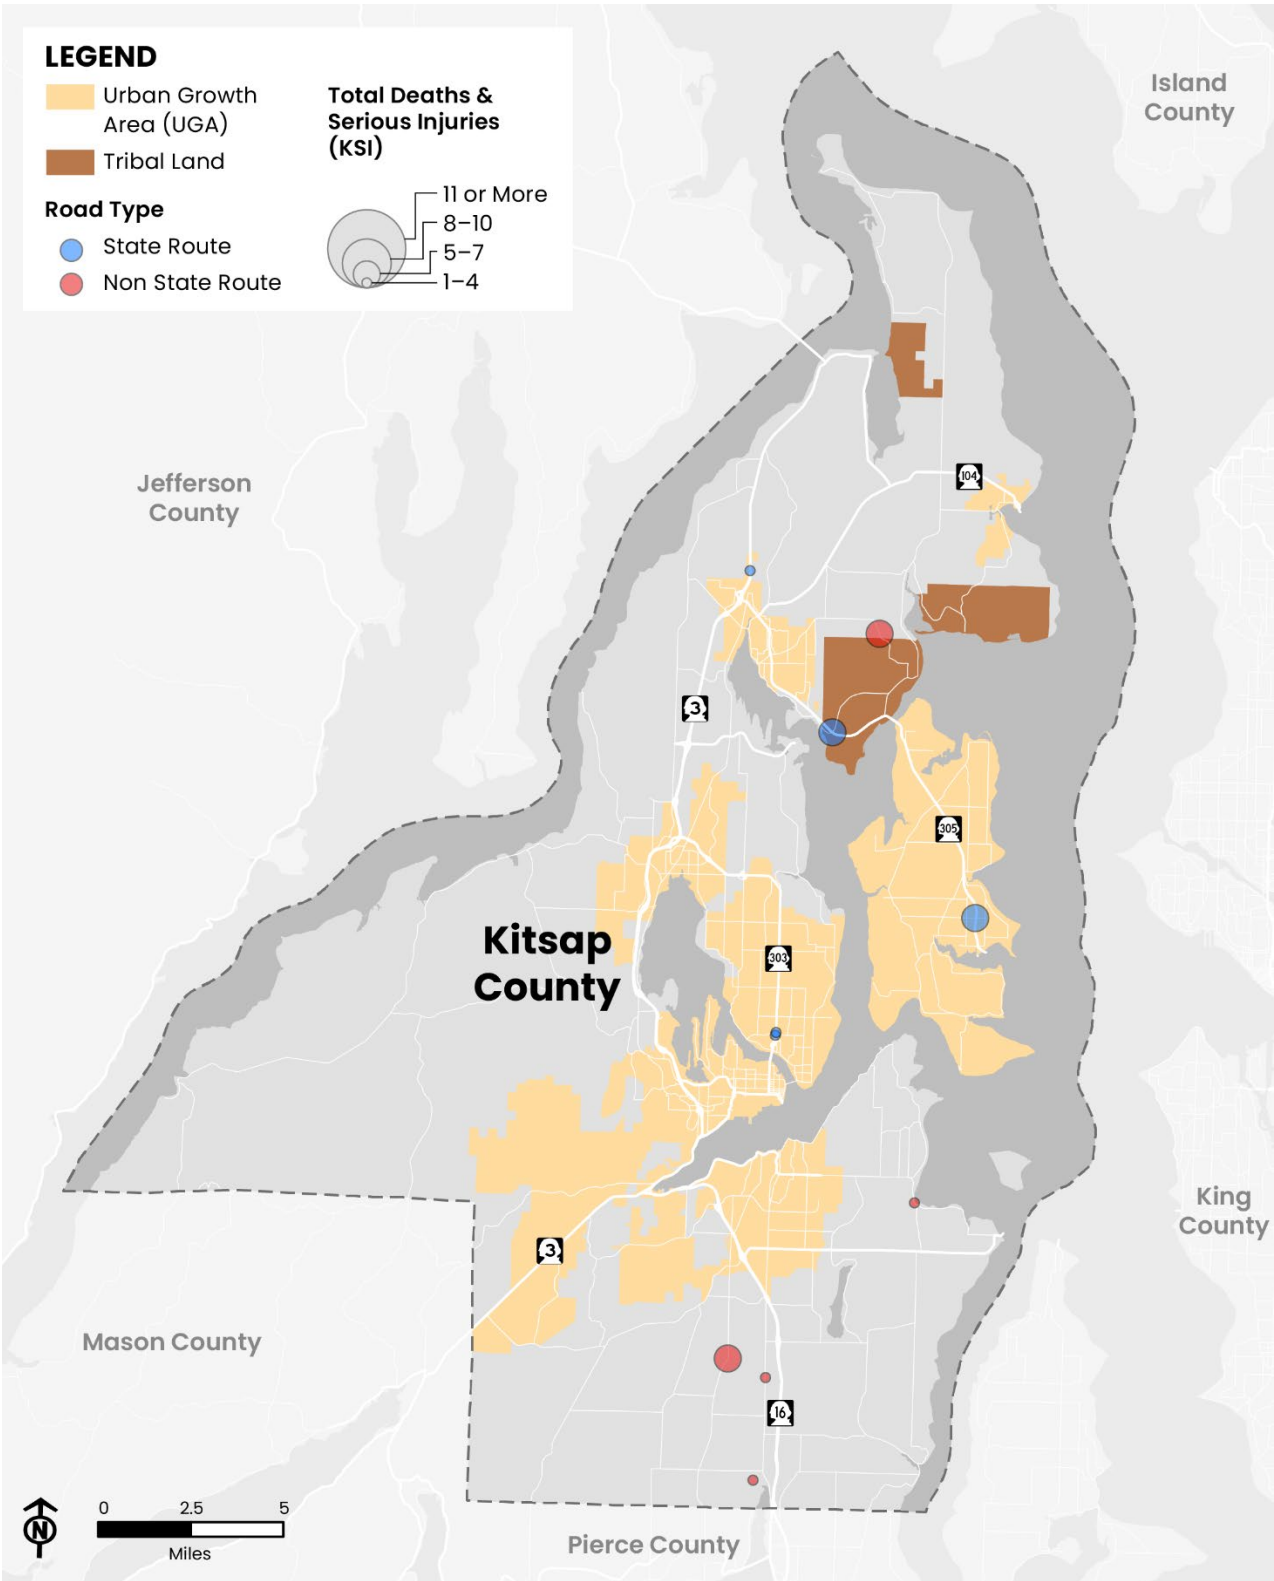 LEGEND
Urban Growth
Area (UGA)
Tribal Land
Road Type
State Route
Non State Route
Total Deaths &
Serious Injuries
(KSI)
11 or More
8–10
5–7
1–4
Island
County
Jefferson
County
104
3
305
Kitsap
County
303
King
County
3
Mason County
16
0 2.5 5
Miles
N
Pierce County